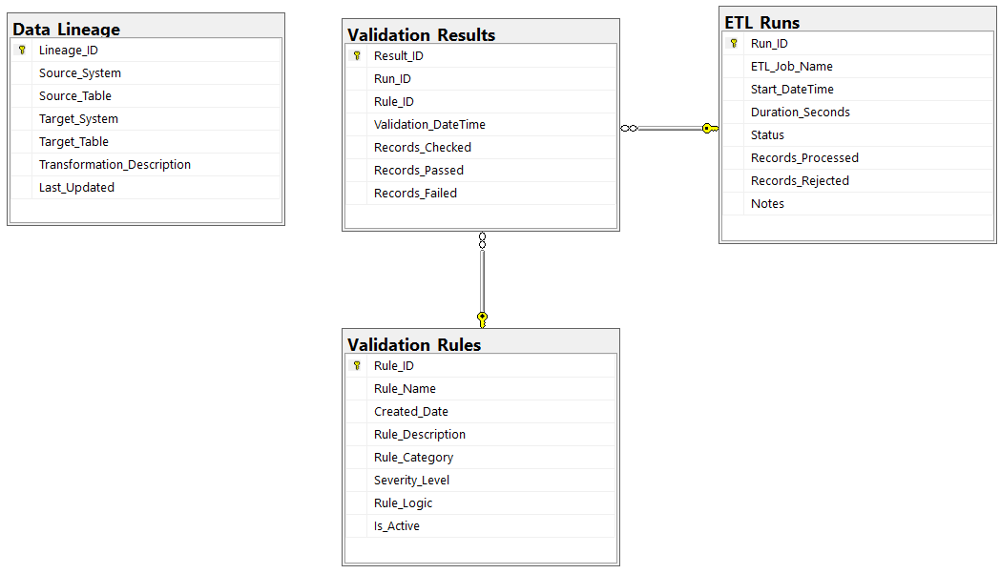 Data Lineage
Lineage_ID
Source_System
Source_Table
Target_System
Target_Table
Transformation_Description
Last_Updated
Validation Results
Result_ID
Run_ID
Rule_ID
Validation_DateTime
Records_Checked
Records_Passed
Records_Failed
ETL Runs
Run_ID
ETL_Job_Name
Start_DateTime
Duration_Seconds
Status
Records_Processed
Records_Rejected
Notes
Validation Rules
Rule_ID
Rule_Name
Created_Date
Rule_Description
Rule_Category
Severity_Level
Rule_Logic
Is_Active